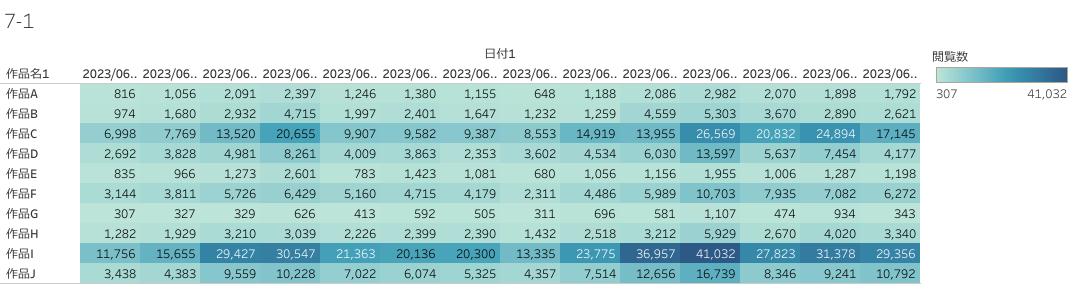 7-1
日付1
閲覧数
作品名1 2023/06.. 2023/06.. 2023/06.. 2023/06.. 2023/06.. 2023/06.. 2023/06.. 2023/06.. 2023/06.. 2023/06.. 2023/06.. 2023/06.. 2023/06.. 2023/06..
307 41,032
作品A 816 1,056 2,091 2,397 1,246 1,380 1,155 648 1,188 2,086 2,982 2,070 1,898 1,792
作品B 974 1,680 2,932 4,715 1,997 2,401 1,647 1,232 1,259 4,559 5,303 3,670 2,890 2,621
作品C 6,998 7,769 13,520 20,655 9,907 9,582 9,387 8,553 14,919 13,955 26,569 20,832 24,894 17,145
作品D 2,692 3,828 4,981 8,261 4,009 3,863 2,353 3,602 4,534 6,030 13,597 5,637 7,454 4,177
作品E 835 966 1,273 2,601 783 1,423 1,081 680 1,056 1,156 1,955 1,006 1,287 1,198
作品F 3,144 3,811 5,726 6,429 5,160 4,715 4,179 2,311 4,486 5,989 10,703 7,935 7,082 6,272
作品G 307 327 329 626 413 592 505 311 696 581 1,107 474 934 343
作品H 1,282 1,929 3,210 3,039 2,226 2,399 2,390 1,432 2,518 3,212 5,929 2,670 4,020 3,340
作品I 11,756 15,655 29,427 30,547 21,363 20,136 20,300 13,335 23,775 36,957 41,032 27,823 31,378 29,356
作品J 3,438 4,383 9,559 10,228 7,022 6,074 5,325 4,357 7,514 12,656 16,739 8,346 9,241 10,792